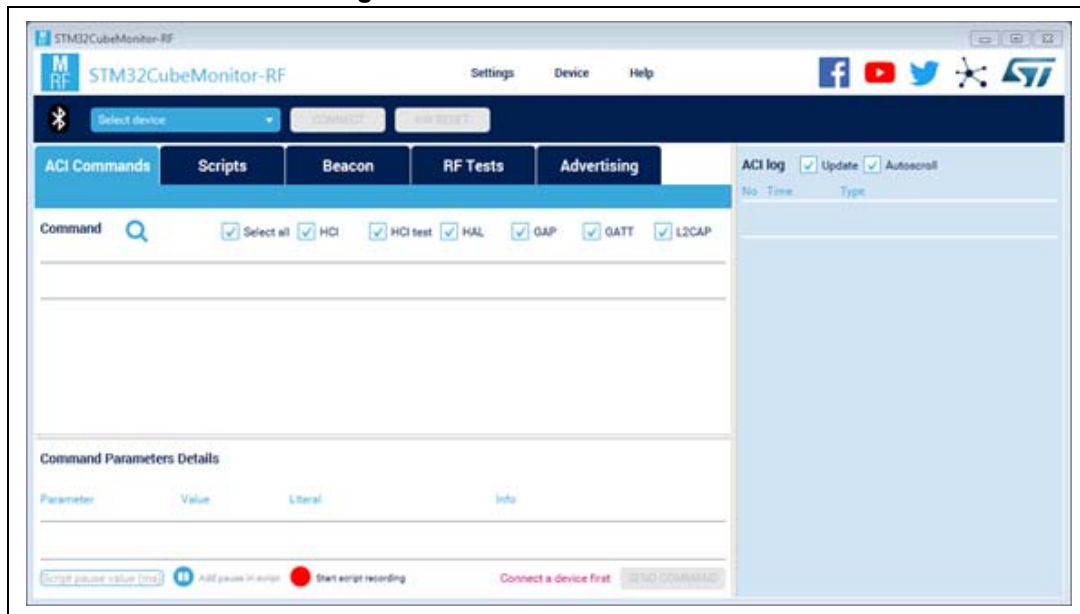 STM32CubeMonitor-RF
M
RF
STM32CubeMonitor-RF
Settings Device Help
Select device CONNECT HW RESET
ACI Commands Scripts Beacon RF Tests Advertising
ACI log Update Autoscroll
No Time Type
Command Select all HCI HCI test HAL GAP GATT L2CAP
Command Parameters Details
Parameter Value Literal Info
Script pause value (ms) Add pause in script Start script recording Connect a device first SEND COMMAND